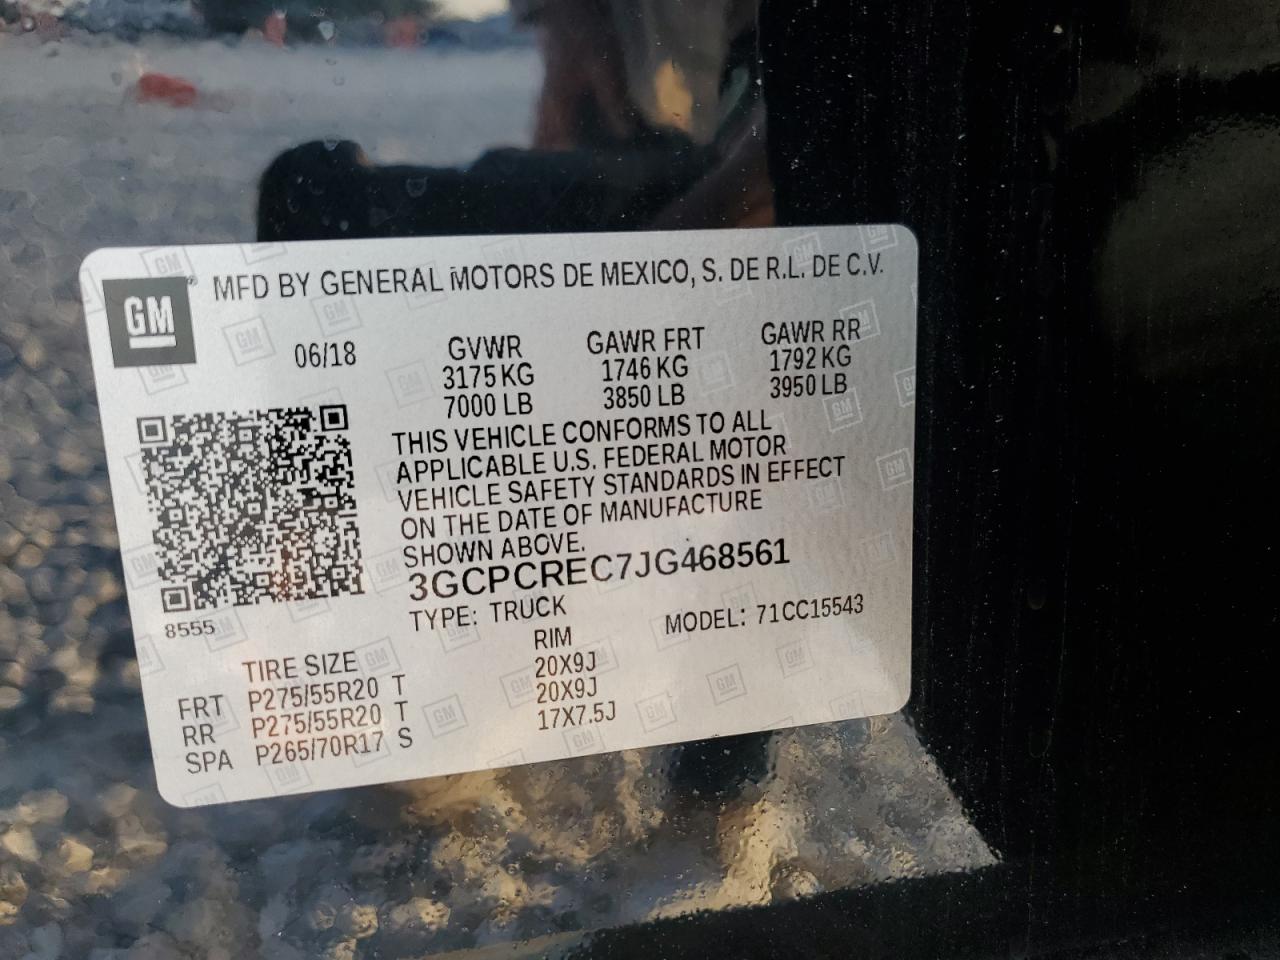 GM
MFD BY GENERAL MOTORS DE MEXICO, S. DE R.L. DE C.V.
06/18 GVWR GAWR FRT GAWR RR
3175 KG 1746 KG 1792 KG
7000 LB 3850 LB 3950 LB
THIS VEHICLE CONFORMS TO ALL
APPLICABLE U.S. FEDERAL MOTOR
VEHICLE SAFETY STANDARDS IN EFFECT
ON THE DATE OF MANUFACTURE
SHOWN ABOVE.
3GCPCREC7JG468561
8555
TYPE: TRUCK MODEL: 71CC15543
TIRE SIZE RIM
FRT P275/55R20 T 20X9J
RR P275/55R20 T 20X9J
SPA P265/70R17 S 17X7.5J